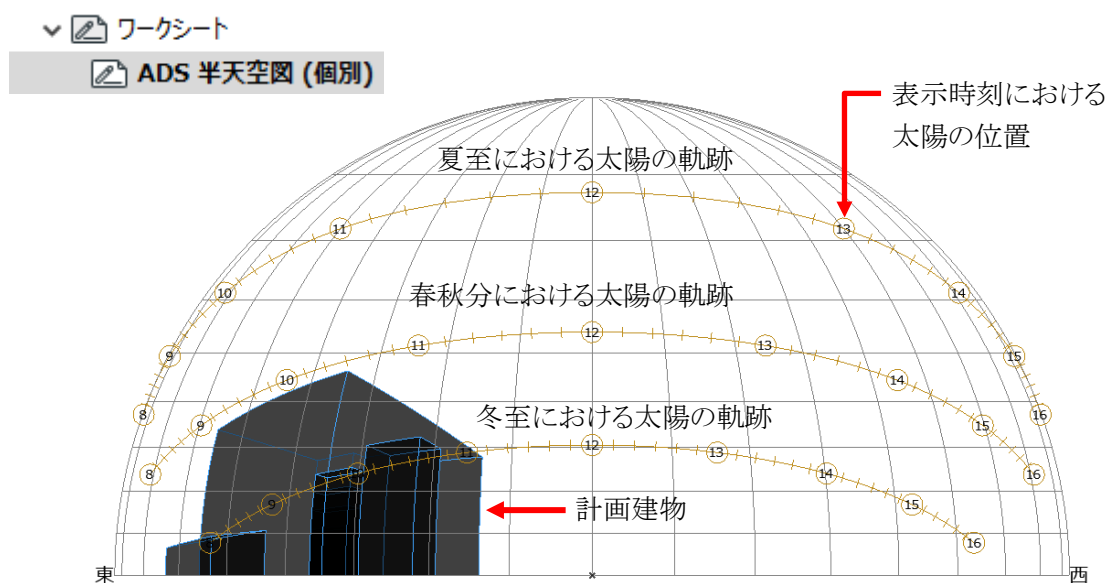 ワークシート
ADS 半天空図 (個別)
表示時刻における
太陽の位置
夏至における太陽の軌跡
12
11
13
10
14
春秋分における太陽の軌跡
12
11
13
9
15
10
14
8
16
9
15
冬至における太陽の軌跡
12
11
13
8
10
14
16
9
15
計画建物
16
東
西